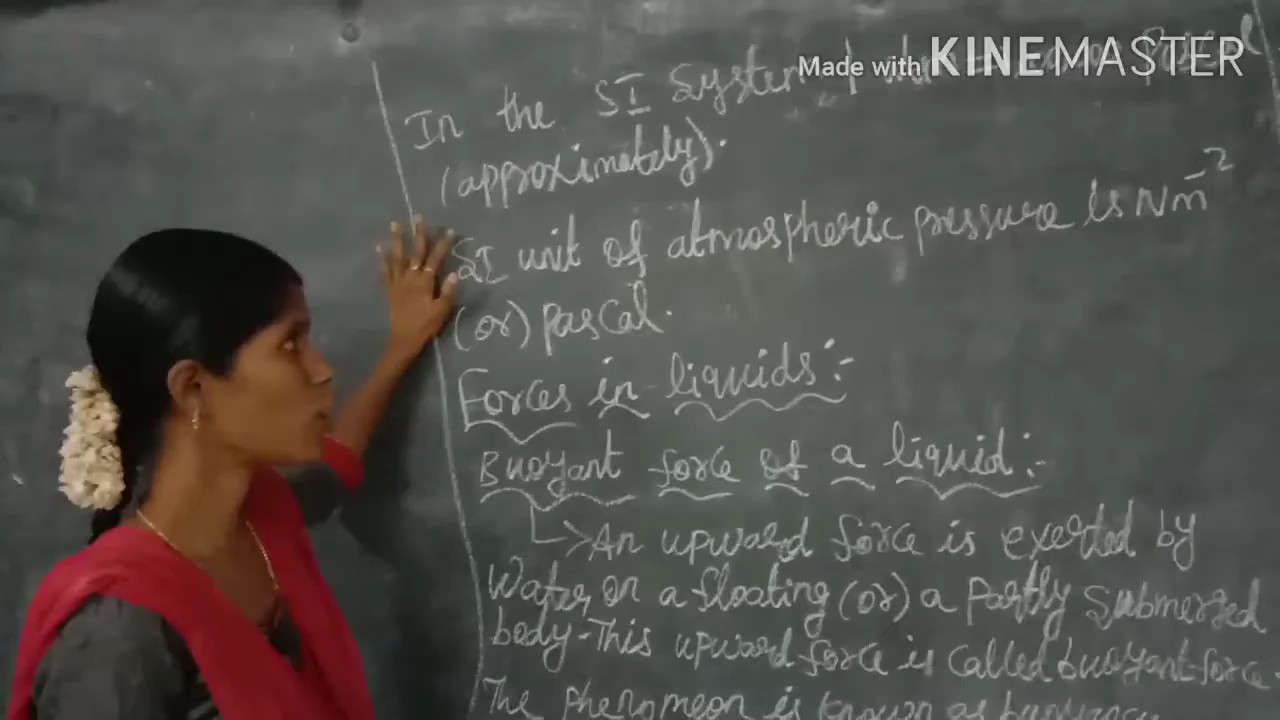 Made with KINEMASTER
In the SI System Pascal
(approximately).
SI unit of atmospheric pressure is Nm⁻²
(or) pascal.
Forces in liquids:-
Buoyant force of a liquid:-
↳ An upward force is exerted by
Water on a floating (or) a Partly Submerged
body-This upward force is called buoyant-force.
The Phenomeon is known as